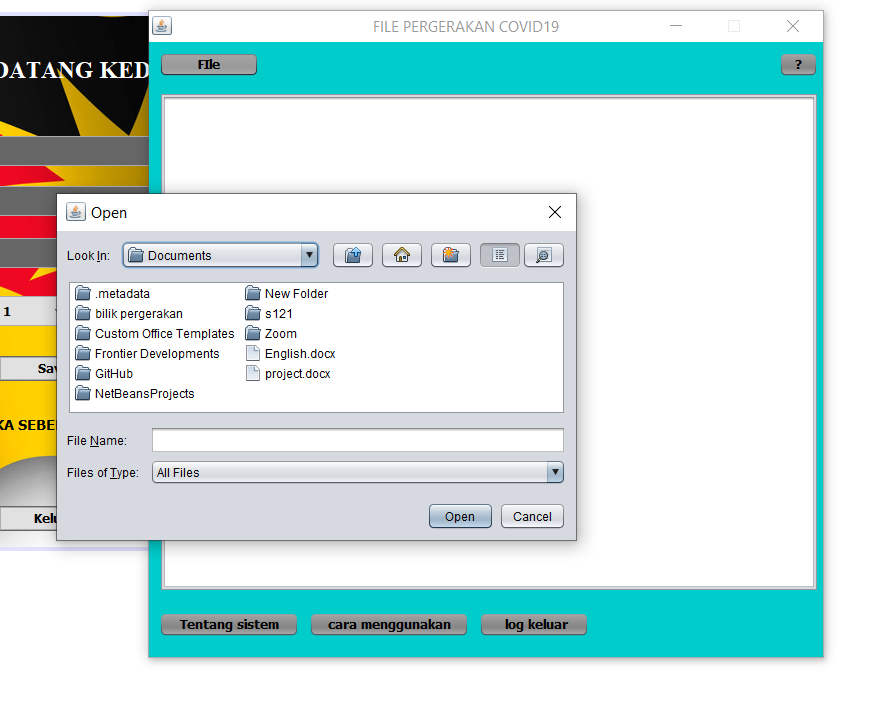 FILE PERGERAKAN COVID19
DATANG KED
FIle
?
Open
Look In:
Documents
.metadata
bilik pergerakan
Custom Office Templates
Frontier Developments
GitHub
NetBeansProjects
New Folder
s121
Zoom
English.docx
project.docx
File Name:
Files of Type:
All Files
Open
Cancel
1
Sav
KA SEBE
Kelu
Tentang sistem
cara menggunakan
log keluar